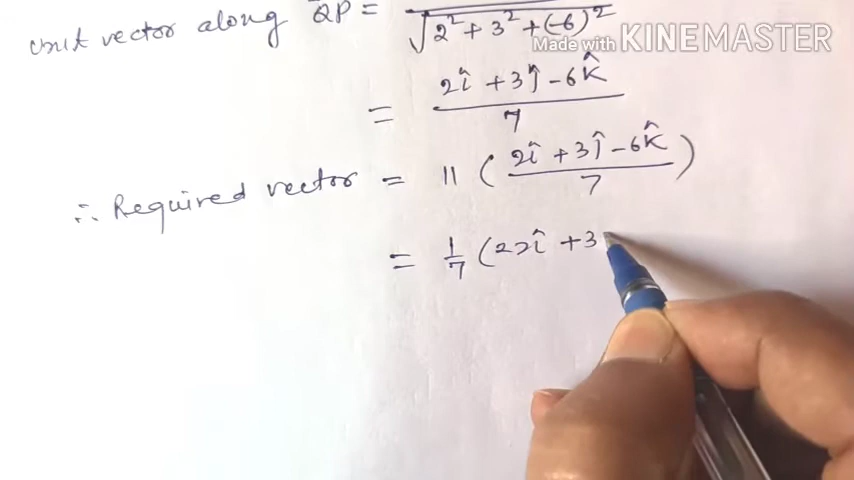 unit vector along QP = ――― / √2² + 3² + (-6)²
Made with KINEMASTER
= 2î + 3ĵ - 6k̂ / 7
∴ Required vector = 11 ( 2î + 3ĵ - 6k̂ / 7 )
= 1/7 (22î + 3